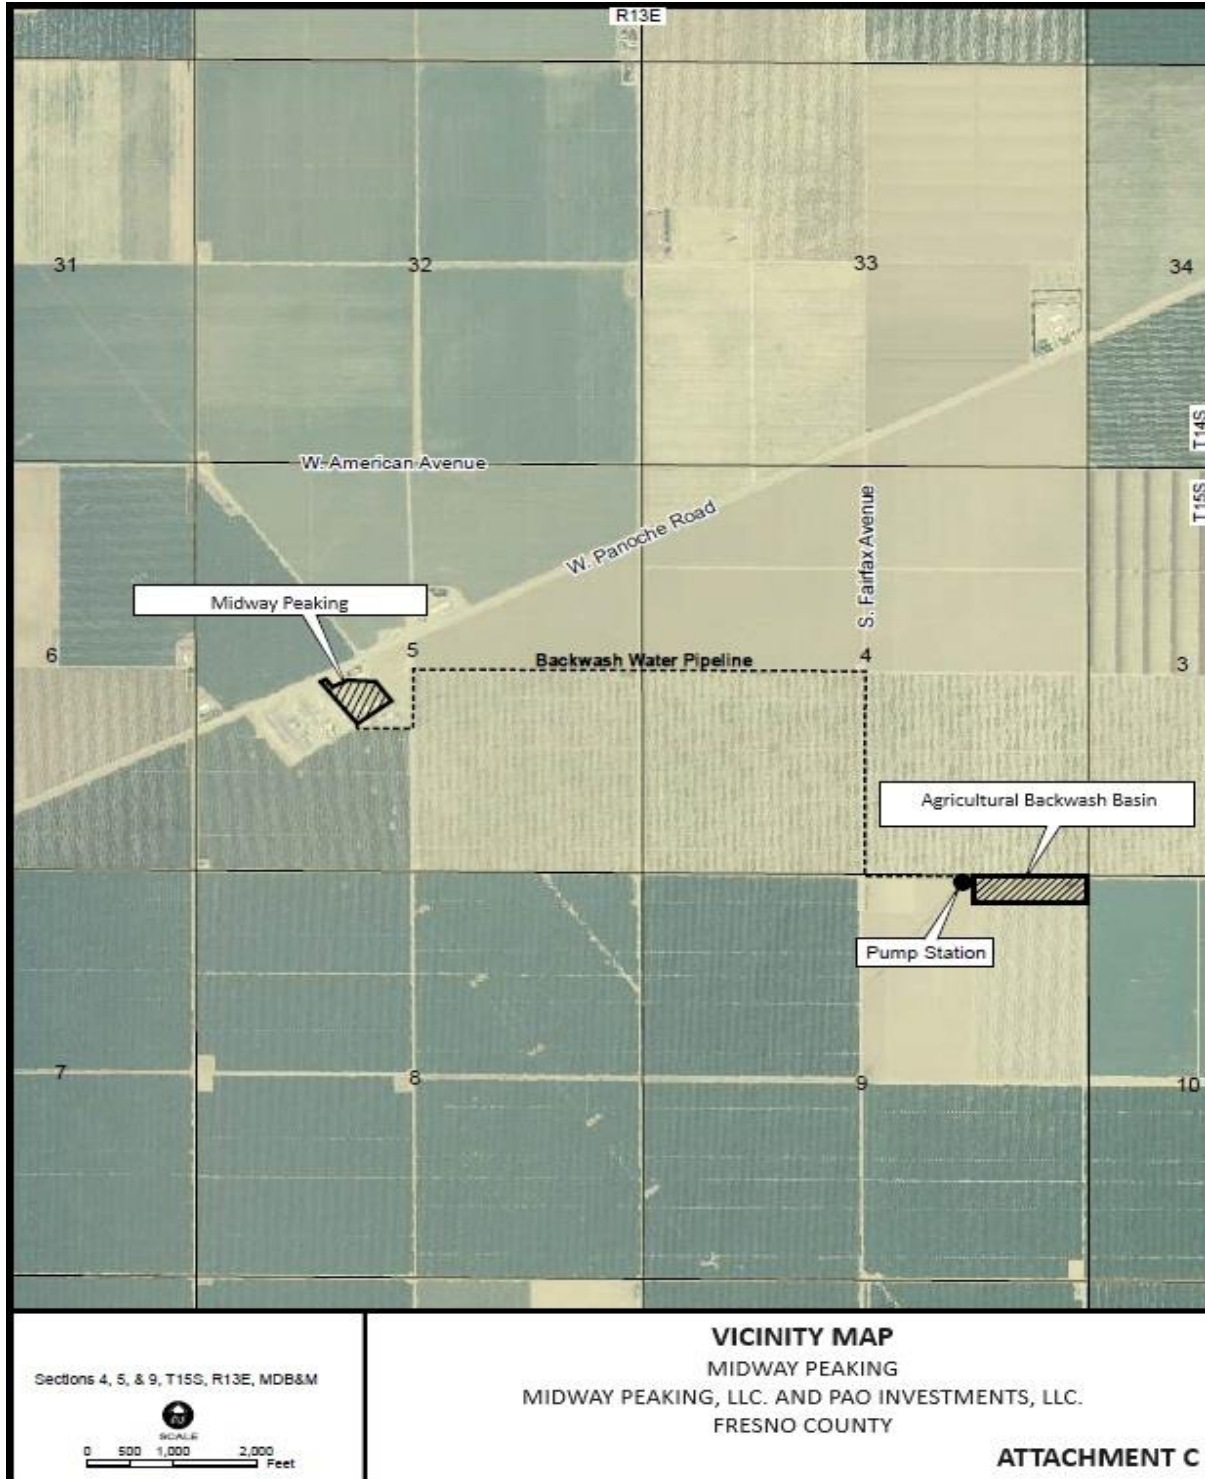 R13E
31
32
33
34
T14S
W. American Avenue
T15S
W. Panoche Road
S. Fairfax Avenue
Midway Peaking
6
5
Backwash Water Pipeline
4
3
Agricultural Backwash Basin
Pump Station
7
8
9
10
Sections 4, 5, & 9, T15S, R13E, MDB&M
SCALE
0 500 1,000 2,000
Feet
VICINITY MAP
MIDWAY PEAKING
MIDWAY PEAKING, LLC. AND PAO INVESTMENTS, LLC.
FRESNO COUNTY
ATTACHMENT C